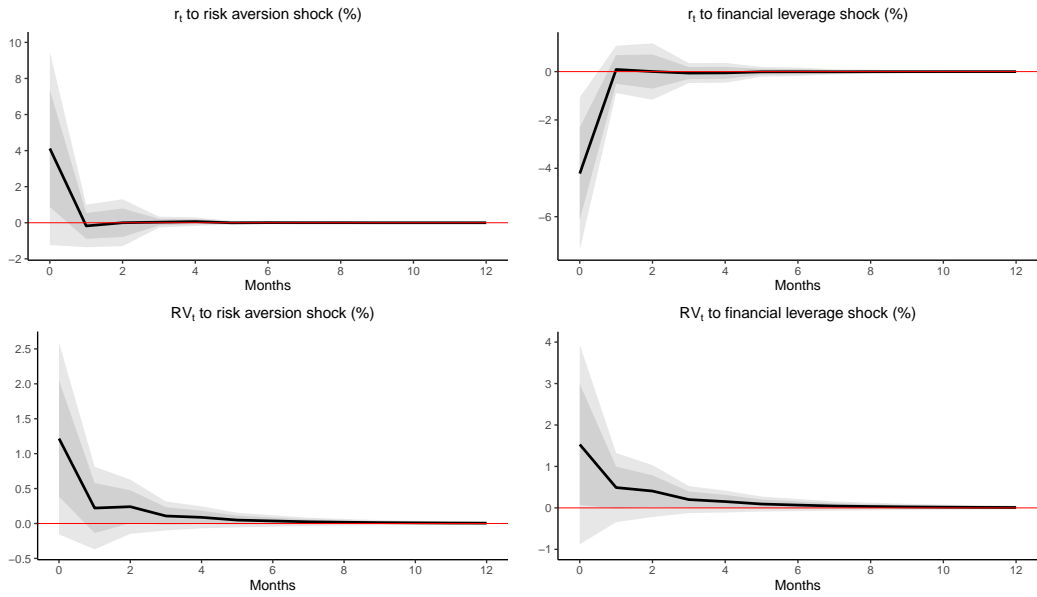 r_t to risk aversion shock (%)
10
8
6
4
2
0
−2
0 2 4 6 8 10 12
Months
r_t to financial leverage shock (%)
0
−2
−4
−6
0 2 4 6 8 10 12
Months
RV_t to risk aversion shock (%)
2.5
2.0
1.5
1.0
0.5
0.0
−0.5
0 2 4 6 8 10 12
Months
RV_t to financial leverage shock (%)
4
3
2
1
0
−1
0 2 4 6 8 10 12
Months